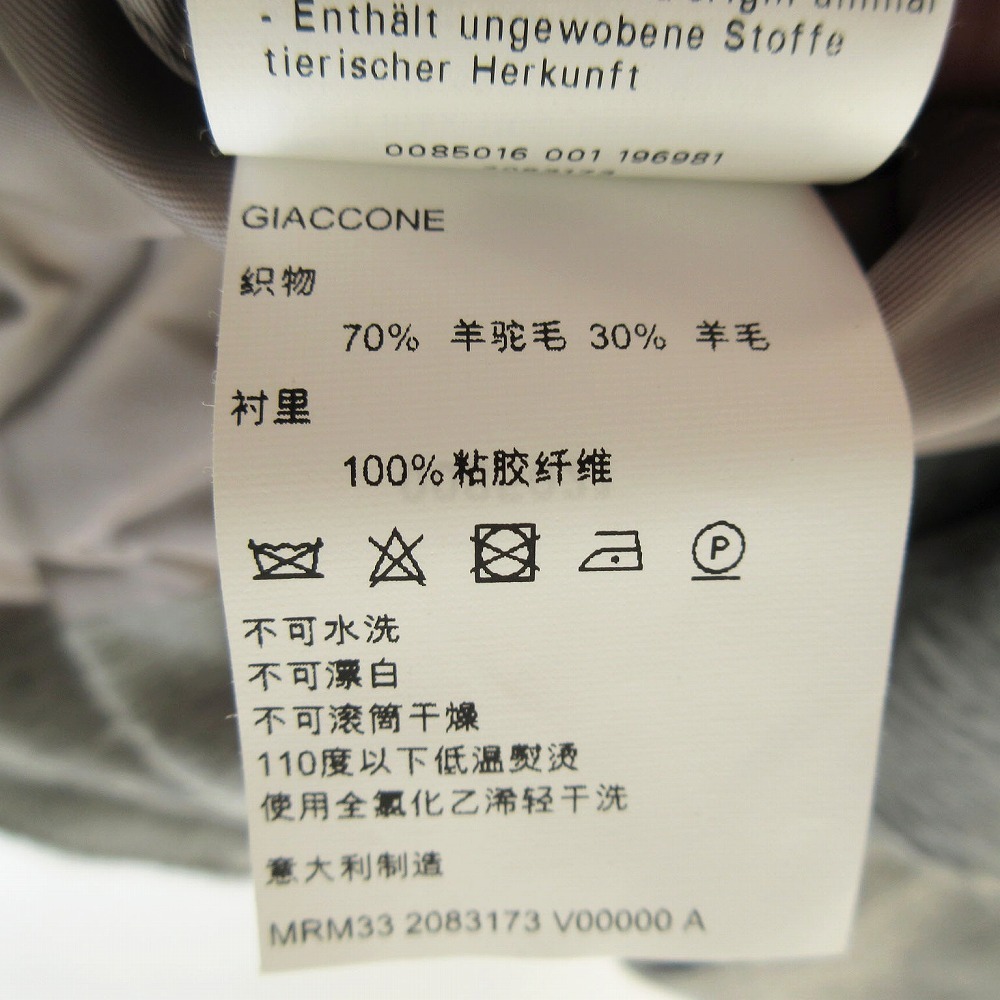 - Enthält ungewobene Stoffe
tierischer Herkunft
0085016 001 196981
GIACCONE
织物
70% 羊驼毛 30% 羊毛
衬里
100%粘胶纤维
P
不可水洗
不可漂白
不可滚筒干燥
110度以下低温熨烫
使用全氯化乙浠轻干洗
意大利制造
MRM33 2083173 V00000 A